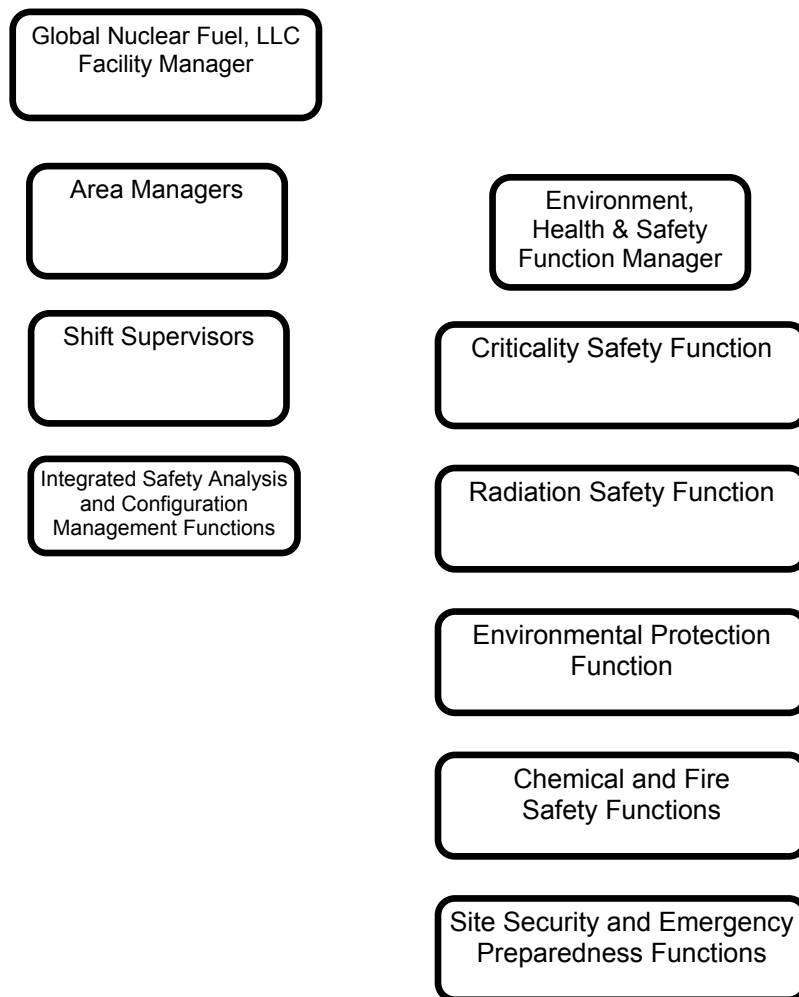 Global Nuclear Fuel, LLC
Facility Manager
Area Managers
Shift Supervisors
Integrated Safety Analysis
and Configuration
Management Functions
Environment,
Health & Safety
Function Manager
Criticality Safety Function
Radiation Safety Function
Environmental Protection
Function
Chemical and Fire
Safety Functions
Site Security and Emergency
Preparedness Functions